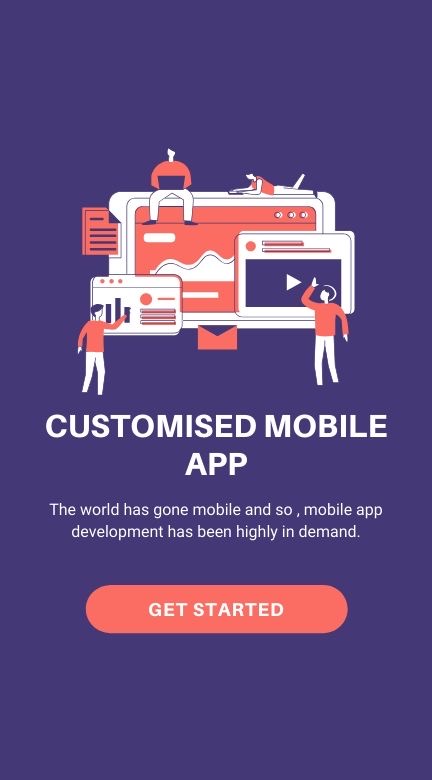 CUSTOMISED MOBILE
APP
The world has gone mobile and so , mobile app
development has been highly in demand.
GET STARTED